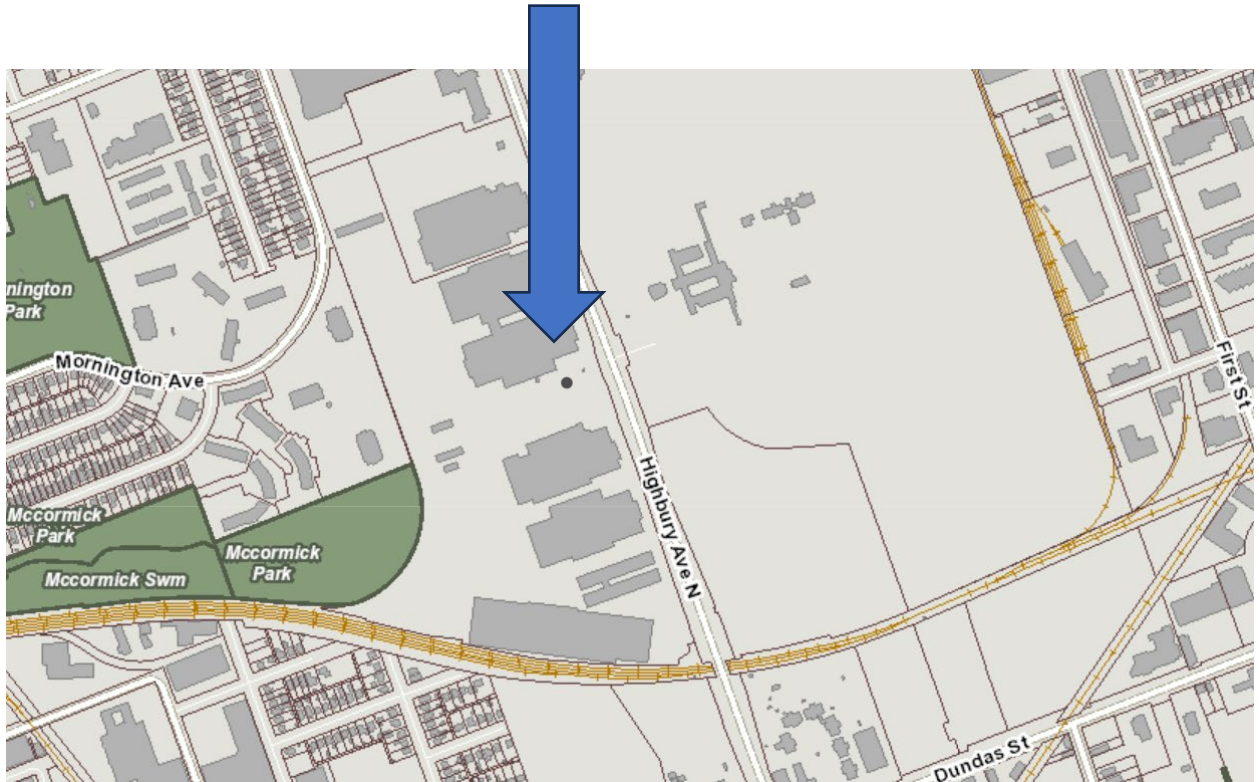 nington
Park
Mornington Ave
First St
Highbury Ave N
Mccormick
Park
Mccormick
Park
Mccormick Swm
Dundas St